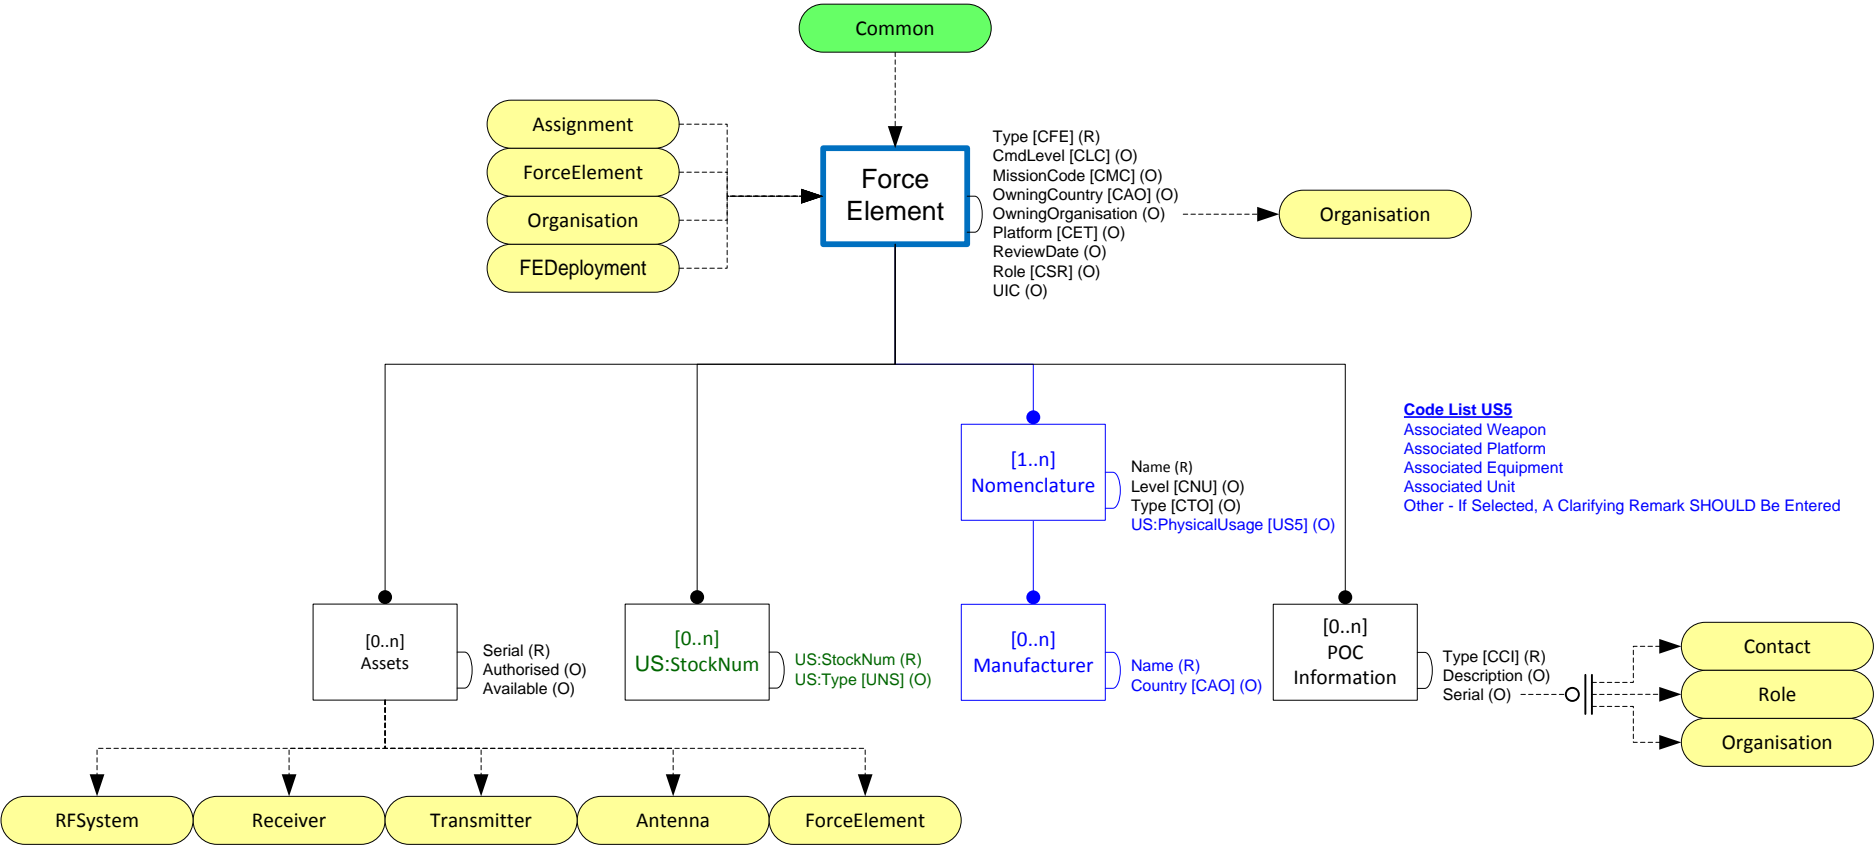 Common
Assignment
ForceElement
Organisation
FEDeployment
Force
Element
Type [CFE] (R)
CmdLevel [CLC] (O)
MissionCode [CMC] (O)
OwningCountry [CAO] (O)
OwningOrganisation (O)
Platform [CET] (O)
ReviewDate (O)
Role [CSR] (O)
UIC (O)
Organisation
[1..n]
Nomenclature
Name (R)
Level [CNU] (O)
Type [CTO] (O)
US:PhysicalUsage [US5] (O)
Code List US5
Associated Weapon
Associated Platform
Associated Equipment
Associated Unit
Other - If Selected, A Clarifying Remark SHOULD Be Entered
[0..n]
Assets
Serial (R)
Authorised (O)
Available (O)
[0..n]
US:StockNum
US:StockNum (R)
US:Type [UNS] (O)
[0..n]
Manufacturer
Name (R)
Country [CAO] (O)
[0..n]
POC
Information
Type [CCI] (R)
Description (O)
Serial (O)
Contact
Role
Organisation
RFSystem
Receiver
Transmitter
Antenna
ForceElement